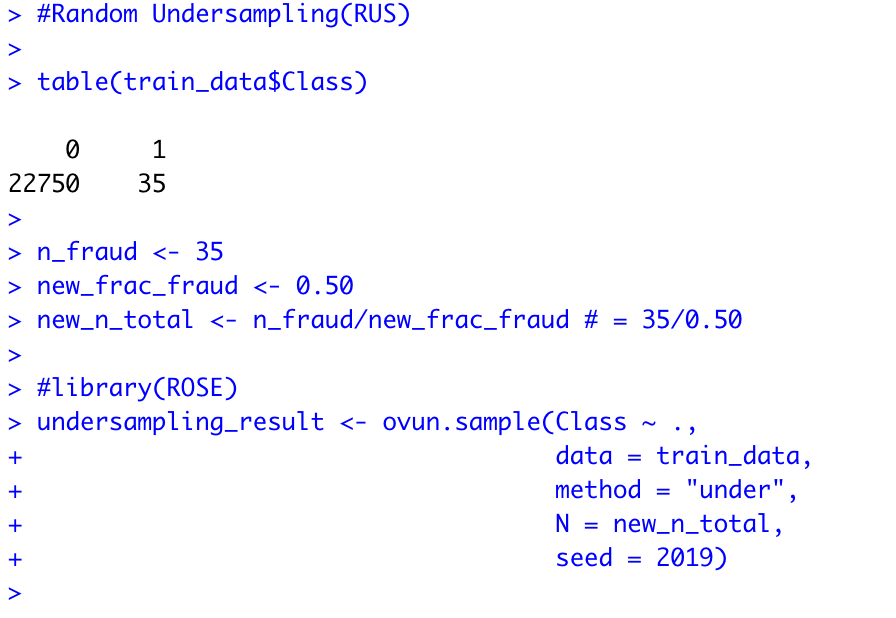 > #Random Undersampling(RUS)
>
> table(train_data$Class)
    0     1
22750    35
>
> n_fraud <- 35
> new_frac_fraud <- 0.50
> new_n_total <- n_fraud/new_frac_fraud # = 35/0.50
>
> #library(ROSE)
> undersampling_result <- ovun.sample(Class ~ .,
+                                     data = train_data,
+                                     method = "under",
+                                     N = new_n_total,
+                                     seed = 2019)
>